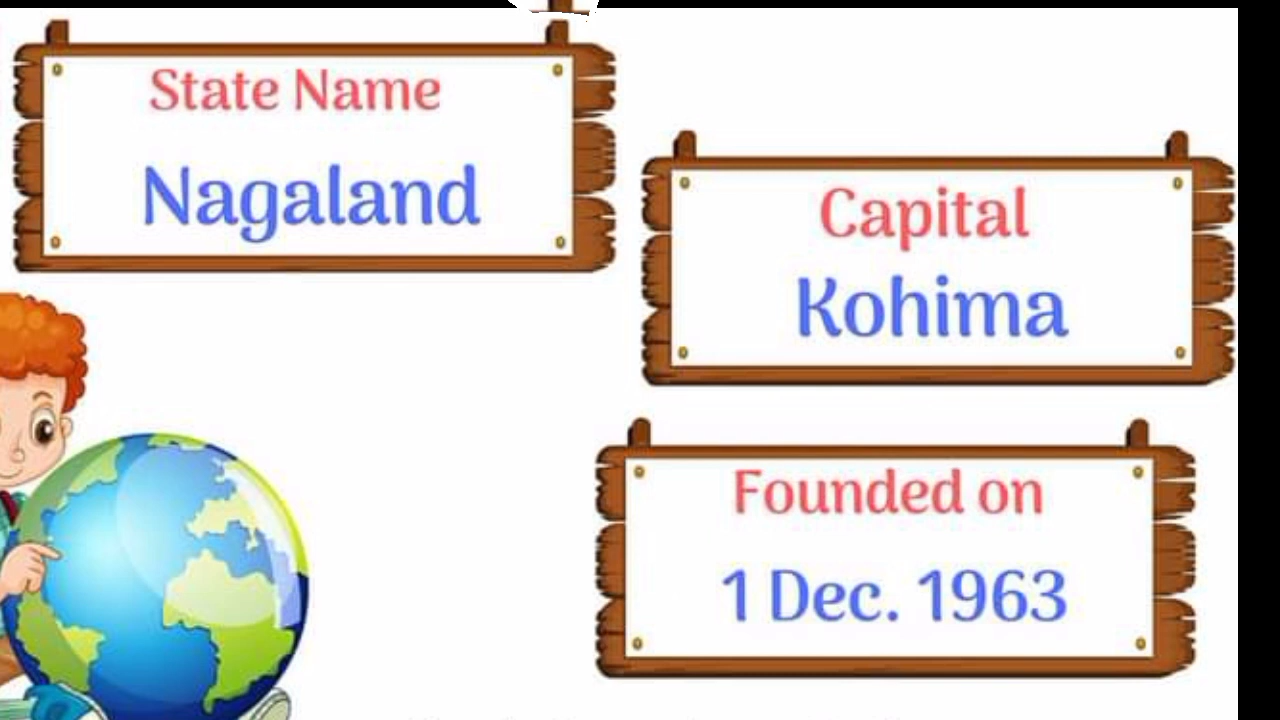 State Name
Nagaland
Capital
Kohima
Founded on
1 Dec. 1963